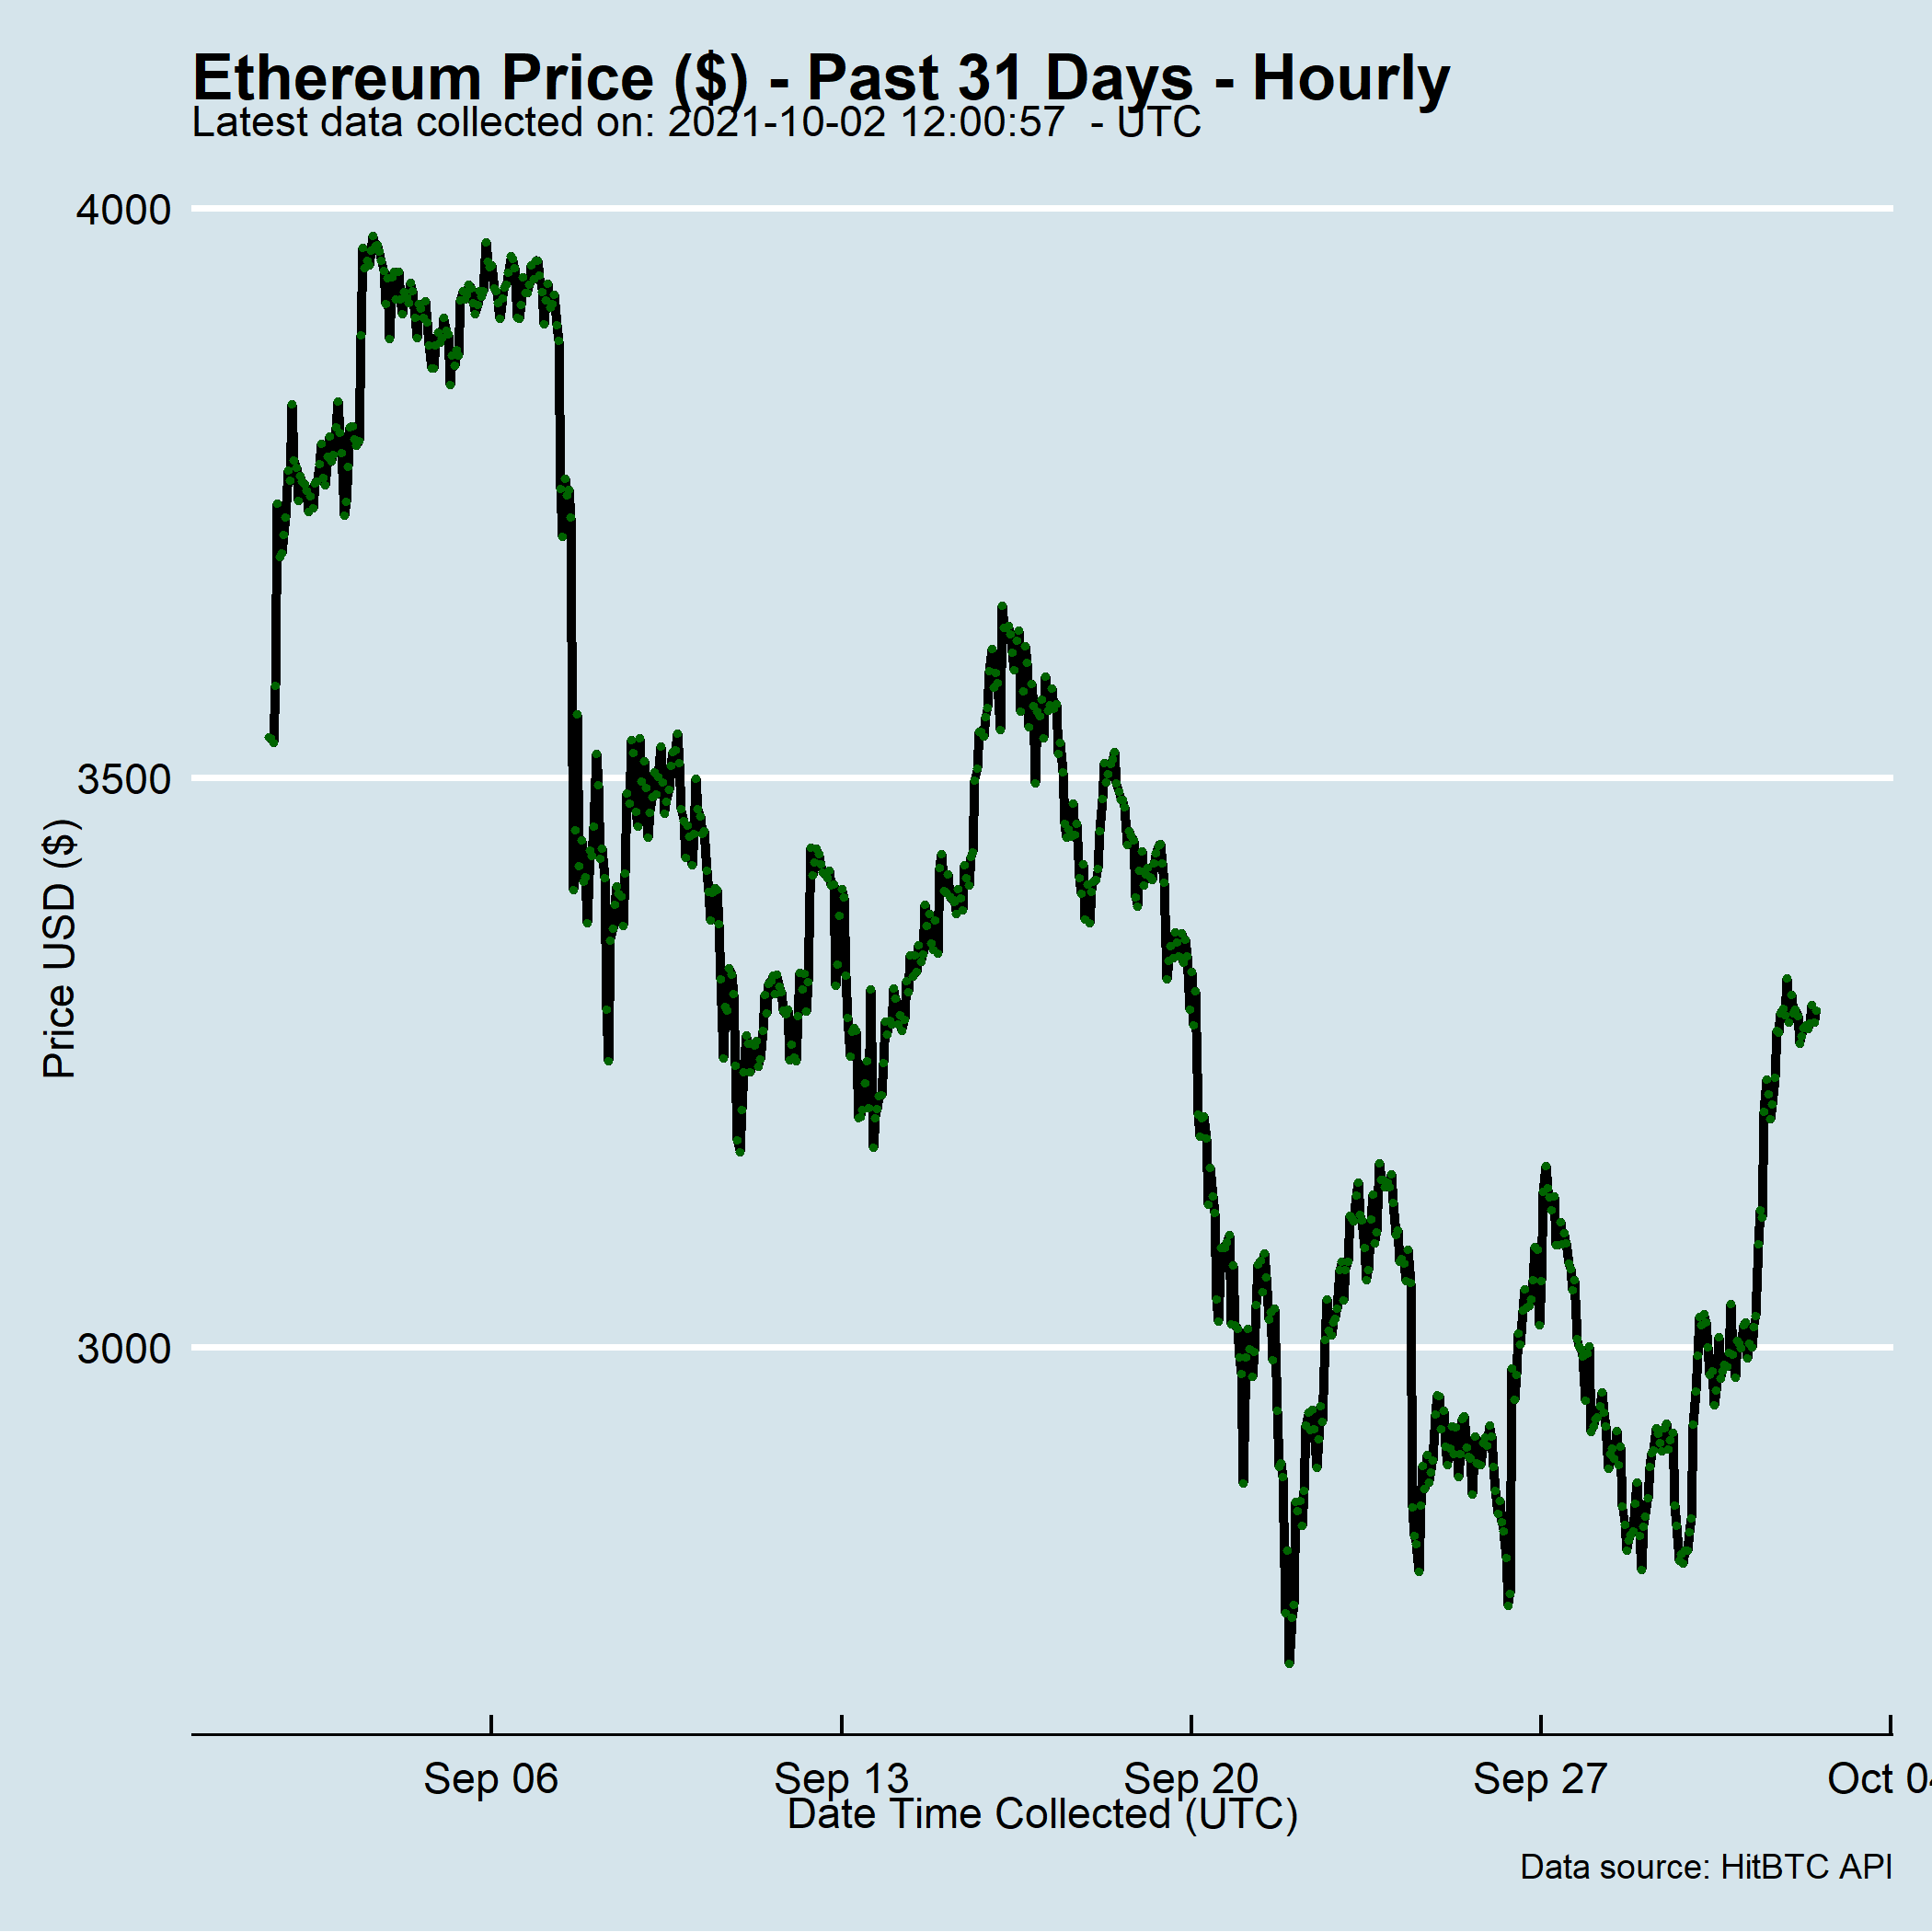 Ethereum Price ($) - Past 31 Days - Hourly
Latest data collected on: 2021-10-02 12:00:57  - UTC
4000
3500
3000
Price USD ($)
Sep 06
Sep 13
Sep 20
Sep 27
Oct 04
Date Time Collected (UTC)
Data source: HitBTC API